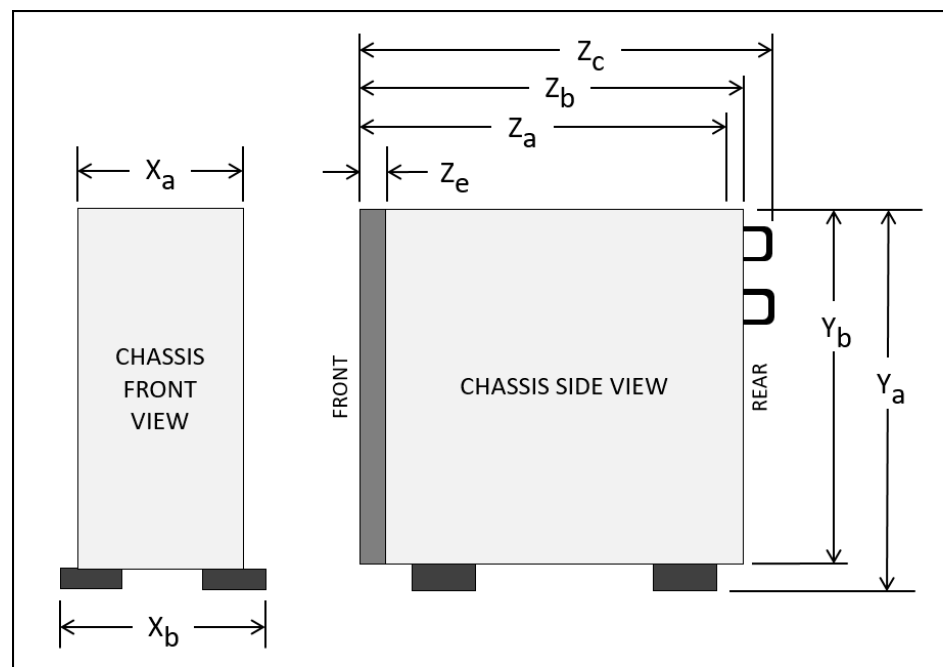 Zc
Zb
Za
Ze
Xa
CHASSIS
FRONT
VIEW
Xb
FRONT
CHASSIS SIDE VIEW
REAR
Yb
Ya